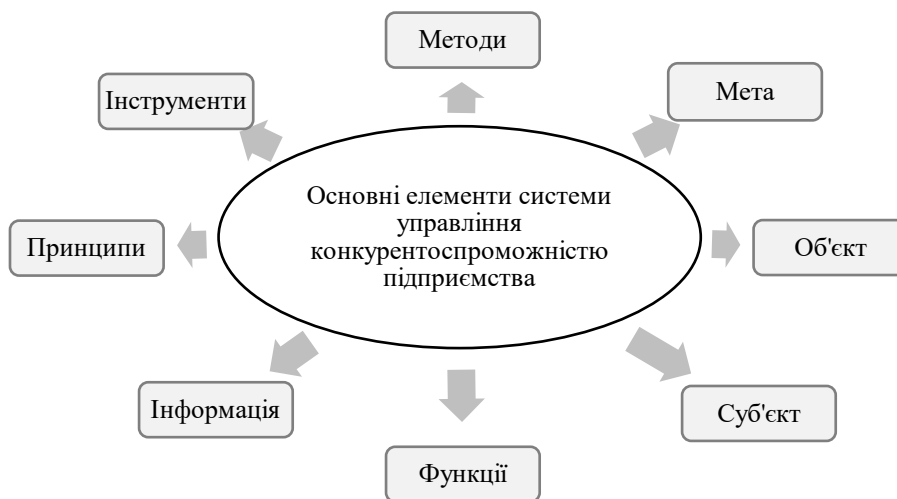 Методи
Мета
Інструменти
Основні елементи системи
управління
конкурентоспроможністю
підприємства
Принципи
Об'єкт
Інформація
Суб'єкт
Функції